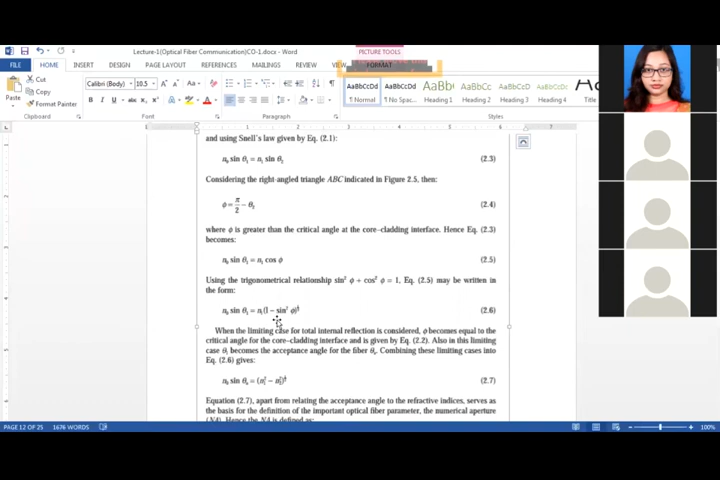 Lecture-1(Optical Fiber Communication)CO-1.docx - Word
PICTURE TOOLS
FILE HOME INSERT DESIGN PAGE LAYOUT REFERENCES MAILINGS REVIEW VIEW FORMAT
Cut
Copy
Format Painter
Paste
Calibri (Body) 10.5
AaBbCcDd AaBbCcDd AaBbC AaBbCc AaBbCc AaBbCc AaBbCcD
¶ Normal ¶ No Spac... Heading 1 Heading 2 Heading 3 Heading 4 Title
Clipboard Font Paragraph Styles
and using Snell's law given by Eq. (2.1):
n₀ sin θ₁ = n₁ sin θ₂ (2.3)
Considering the right-angled triangle ABC indicated in Figure 2.5, then:
ϕ = π/2 − θ₂ (2.4)
where ϕ is greater than the critical angle at the core–cladding interface. Hence Eq. (2.3)
becomes:
n₀ sin θ₁ = n₁ cos ϕ (2.5)
Using the trigonometrical relationship sin² ϕ + cos² ϕ = 1, Eq. (2.5) may be written in
the form:
n₀ sin θ₁ = n₁(1 − sin² ϕ)^½ (2.6)
When the limiting case for total internal reflection is considered, ϕ becomes equal to the
critical angle for the core–cladding interface and is given by Eq. (2.2). Also in this limiting
case θ₁ becomes the acceptance angle for the fiber θₐ. Combining these limiting cases into
Eq. (2.6) gives:
n₀ sin θₐ = (n₁² − n₂²)^½ (2.7)
Equation (2.7), apart from relating the acceptance angle to the refractive indices, serves as
the basis for the definition of the important optical fiber parameter, the numerical aperture
(NA). Hence the NA is defined as:
PAGE 12 OF 25 1676 WORDS 100%